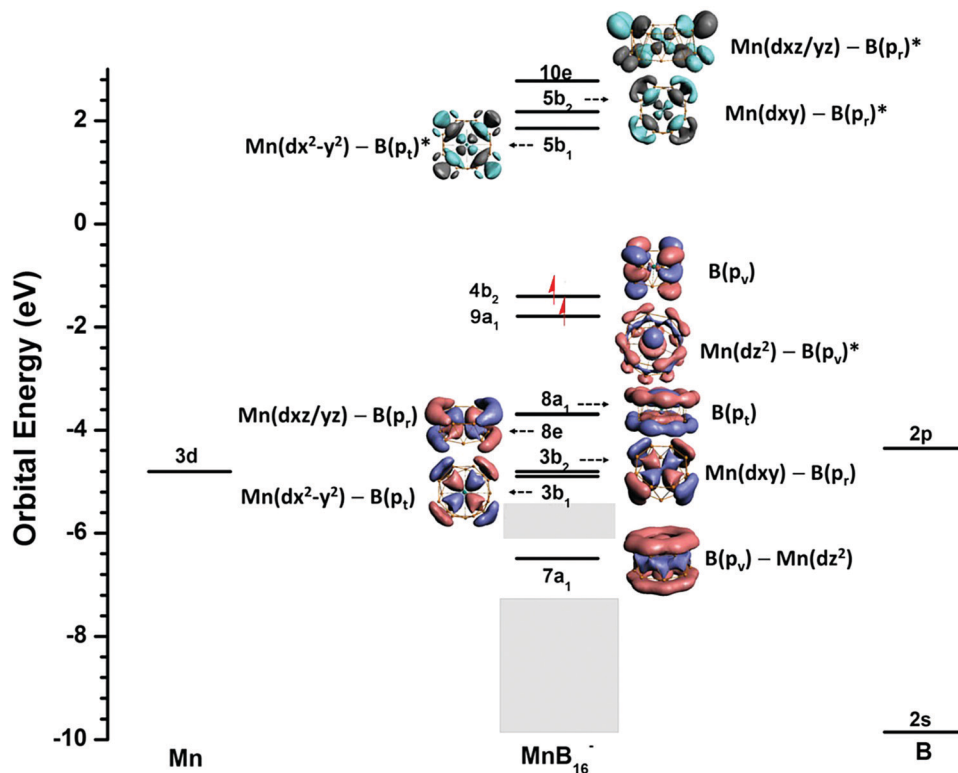 Mn(dxz/yz) – B(pr)*
10e
5b2
Mn(dxy) – B(pr)*
Mn(dx²-y²) – B(pt)*
5b1
2
0
-2
-4
-6
-8
-10
Orbital Energy (eV)
B(pv)
4b2
9a1
Mn(dz²) – B(pv)*
8a1
B(pt)
Mn(dxz/yz) – B(pr)
8e
3d
2p
3b2
Mn(dxy) – B(pr)
Mn(dx²-y²) – B(pt)
3b1
B(pv) – Mn(dz²)
7a1
2s
Mn
MnB16-
B